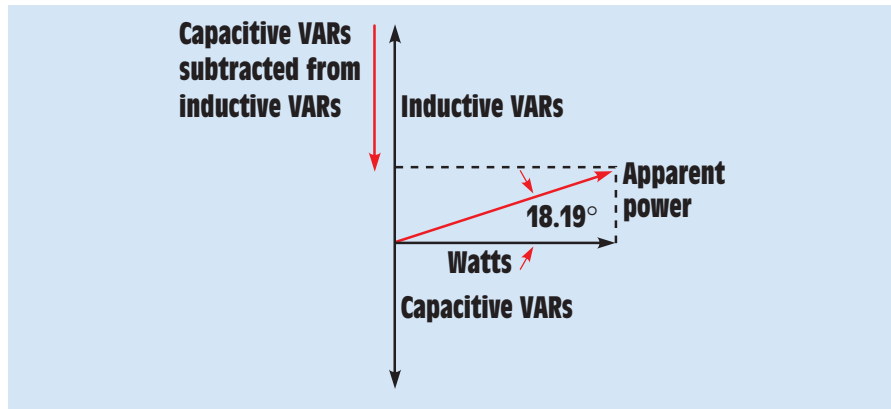 Capacitive VARs
subtracted from
inductive VARs
Inductive VARs
Apparent
power
18.19°
Watts
Capacitive VARs